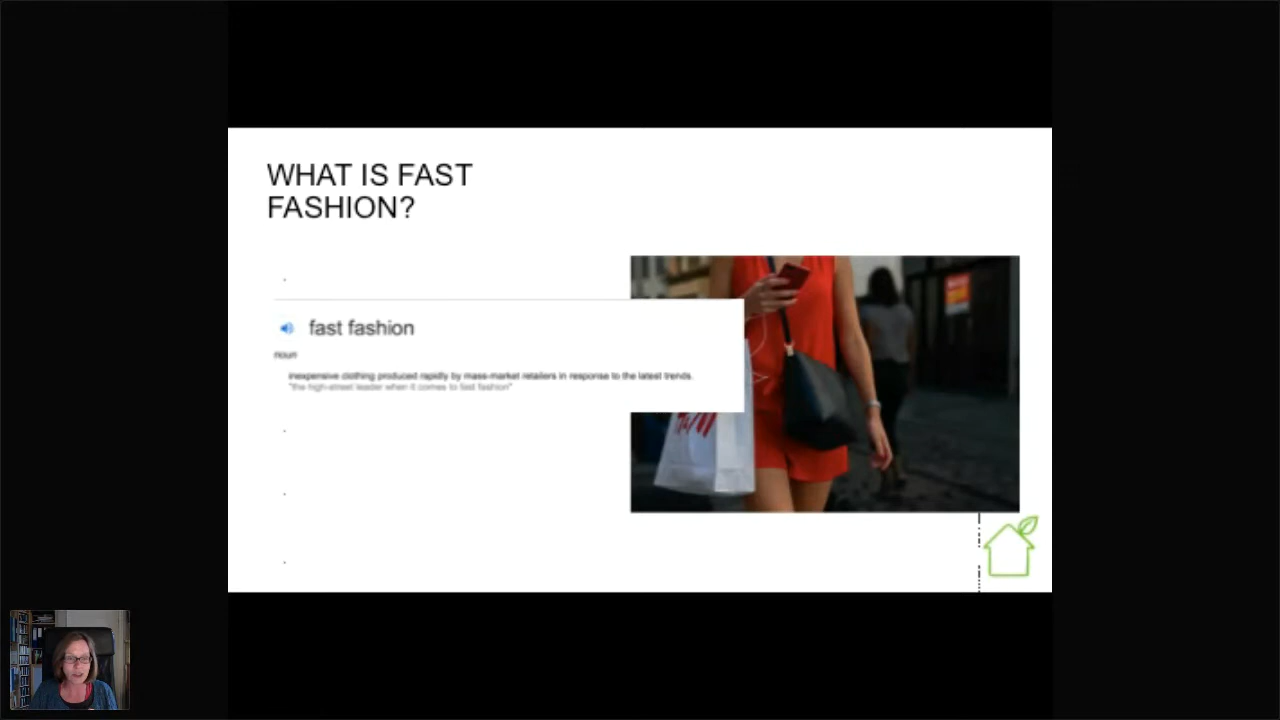 WHAT IS FAST
FASHION?
fast fashion
noun
inexpensive clothing produced rapidly by mass-market retailers in response to the latest trends.
"the high-street leader when it comes to fast fashion"